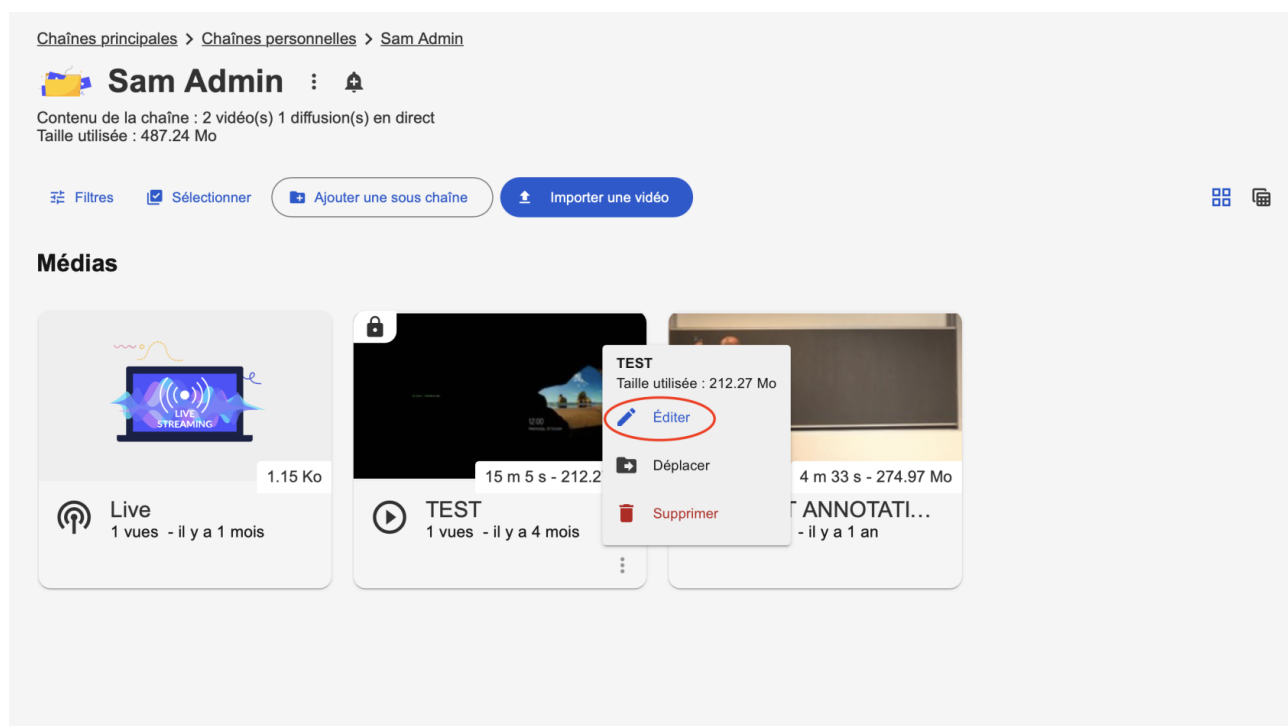 Chaînes principales > Chaînes personnelles > Sam Admin
Sam Admin
Contenu de la chaîne : 2 vidéo(s) 1 diffusion(s) en direct
Taille utilisée : 487.24 Mo
Filtres
Sélectionner
Ajouter une sous chaîne
Importer une vidéo
Médias
LIVE
STREAMING
1.15 Ko
Live
1 vues - il y a 1 mois
12:00
15 m 5 s - 212.2
TEST
1 vues - il y a 4 mois
TEST
Taille utilisée : 212.27 Mo
Éditer
Déplacer
Supprimer
4 m 33 s - 274.97 Mo
T ANNOTATI...
- il y a 1 an